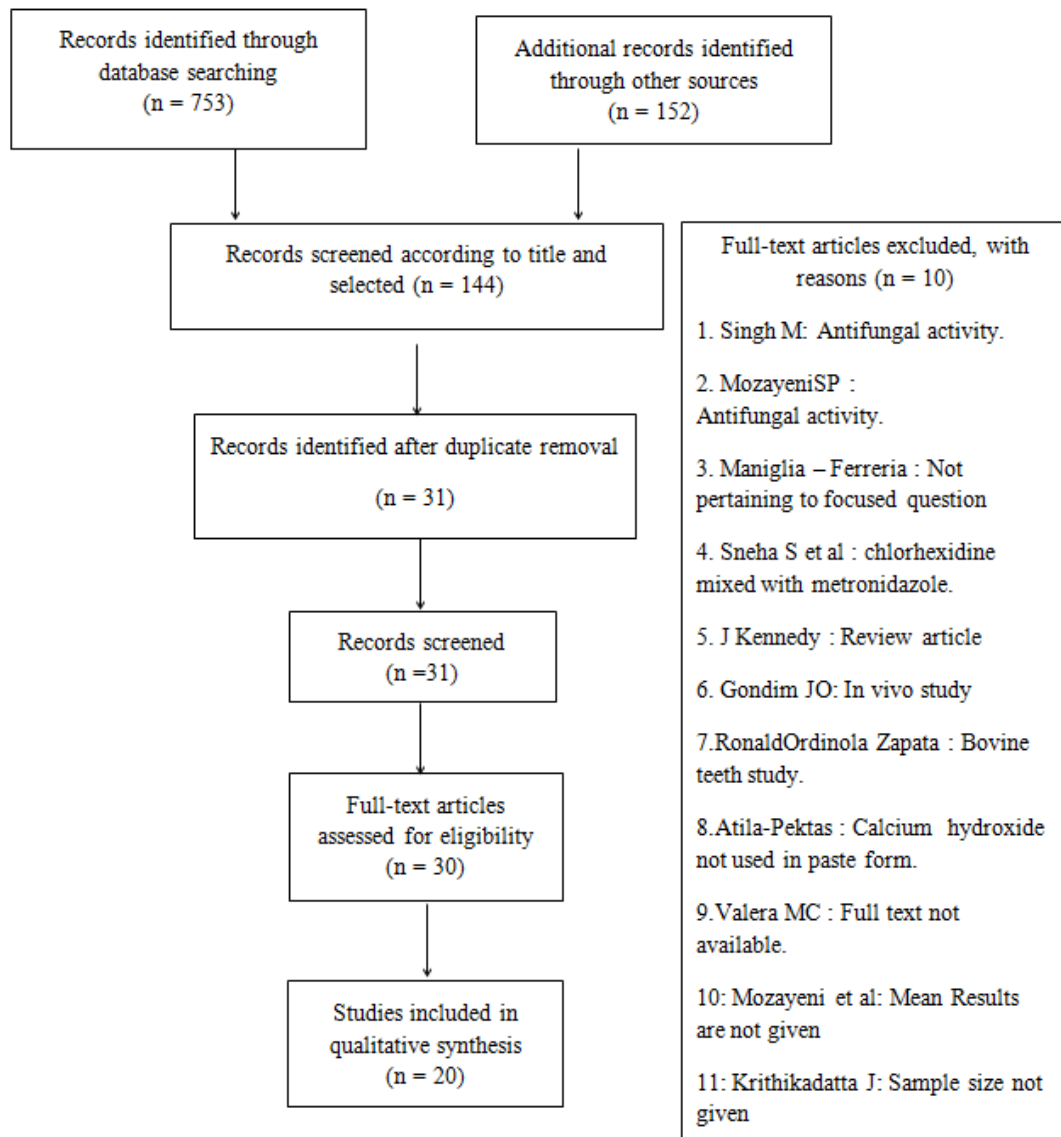 Records identified through
database searching
(n = 753)
Additional records identified
through other sources
(n = 152)
Records screened according to title and
selected (n = 144)
Records identified after duplicate removal
(n = 31)
Records screened
(n =31)
Full-text articles
assessed for eligibility
(n = 30)
Studies included in
qualitative synthesis
(n = 20)
Full-text articles excluded, with
reasons (n = 10)
1. Singh M: Antifungal activity.
2. MozayeniSP :
Antifungal activity.
3. Maniglia – Ferreria : Not
pertaining to focused question
4. Sneha S et al : chlorhexidine
mixed with metronidazole.
5. J Kennedy : Review article
6. Gondim JO: In vivo study
7.RonaldOrdinola Zapata : Bovine
teeth study.
8.Atila-Pektas : Calcium hydroxide
not used in paste form.
9.Valera MC : Full text not
available.
10: Mozayeni et al: Mean Results
are not given
11: Krithikadatta J: Sample size not
given